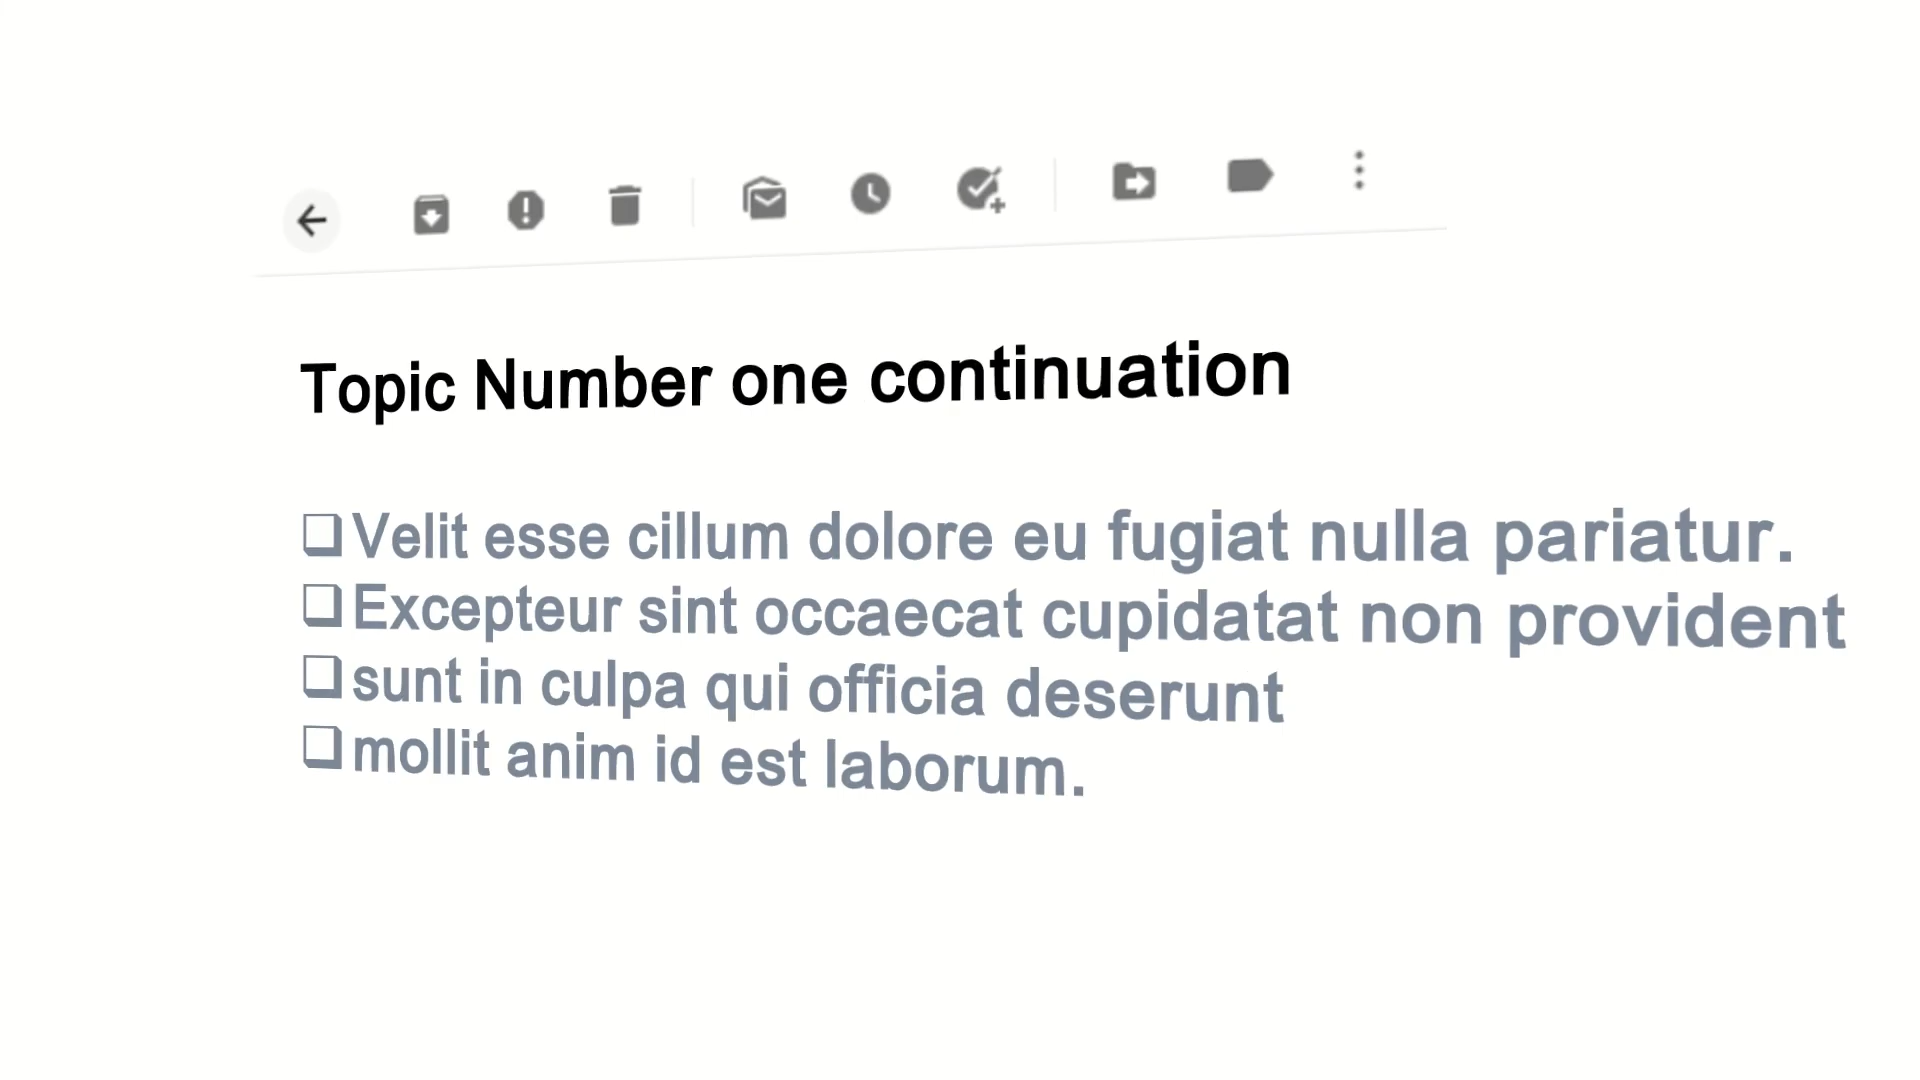 Topic Number one continuation
Velit esse cillum dolore eu fugiat nulla pariatur.
Excepteur sint occaecat cupidatat non provident
sunt in culpa qui officia deserunt
mollit anim id est laborum.